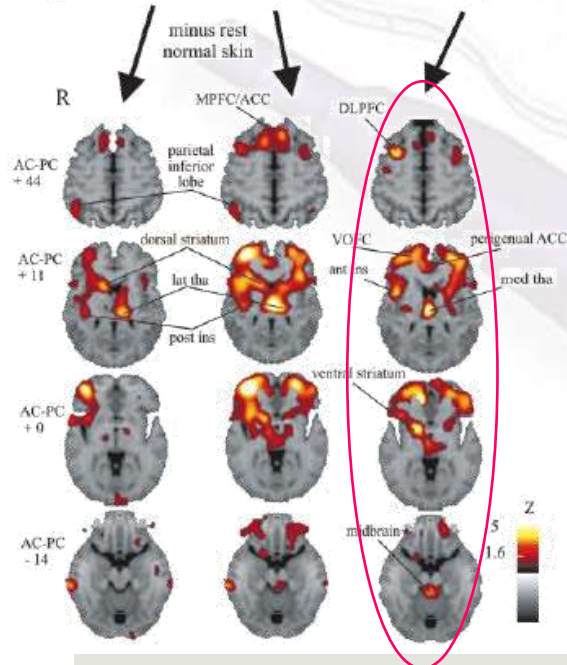 minus rest
normal skin
R
MPFC/ACC
DLPFC
AC-PC
+ 44
parietal
inferior
lobe
AC-PC
+ 11
dorsal striatum
lat tha
post ins
VOFC
ant ins
perigenual ACC
med tha
AC-PC
+ 0
ventral striatum
AC-PC
- 14
midbrain
Z
5
1.6